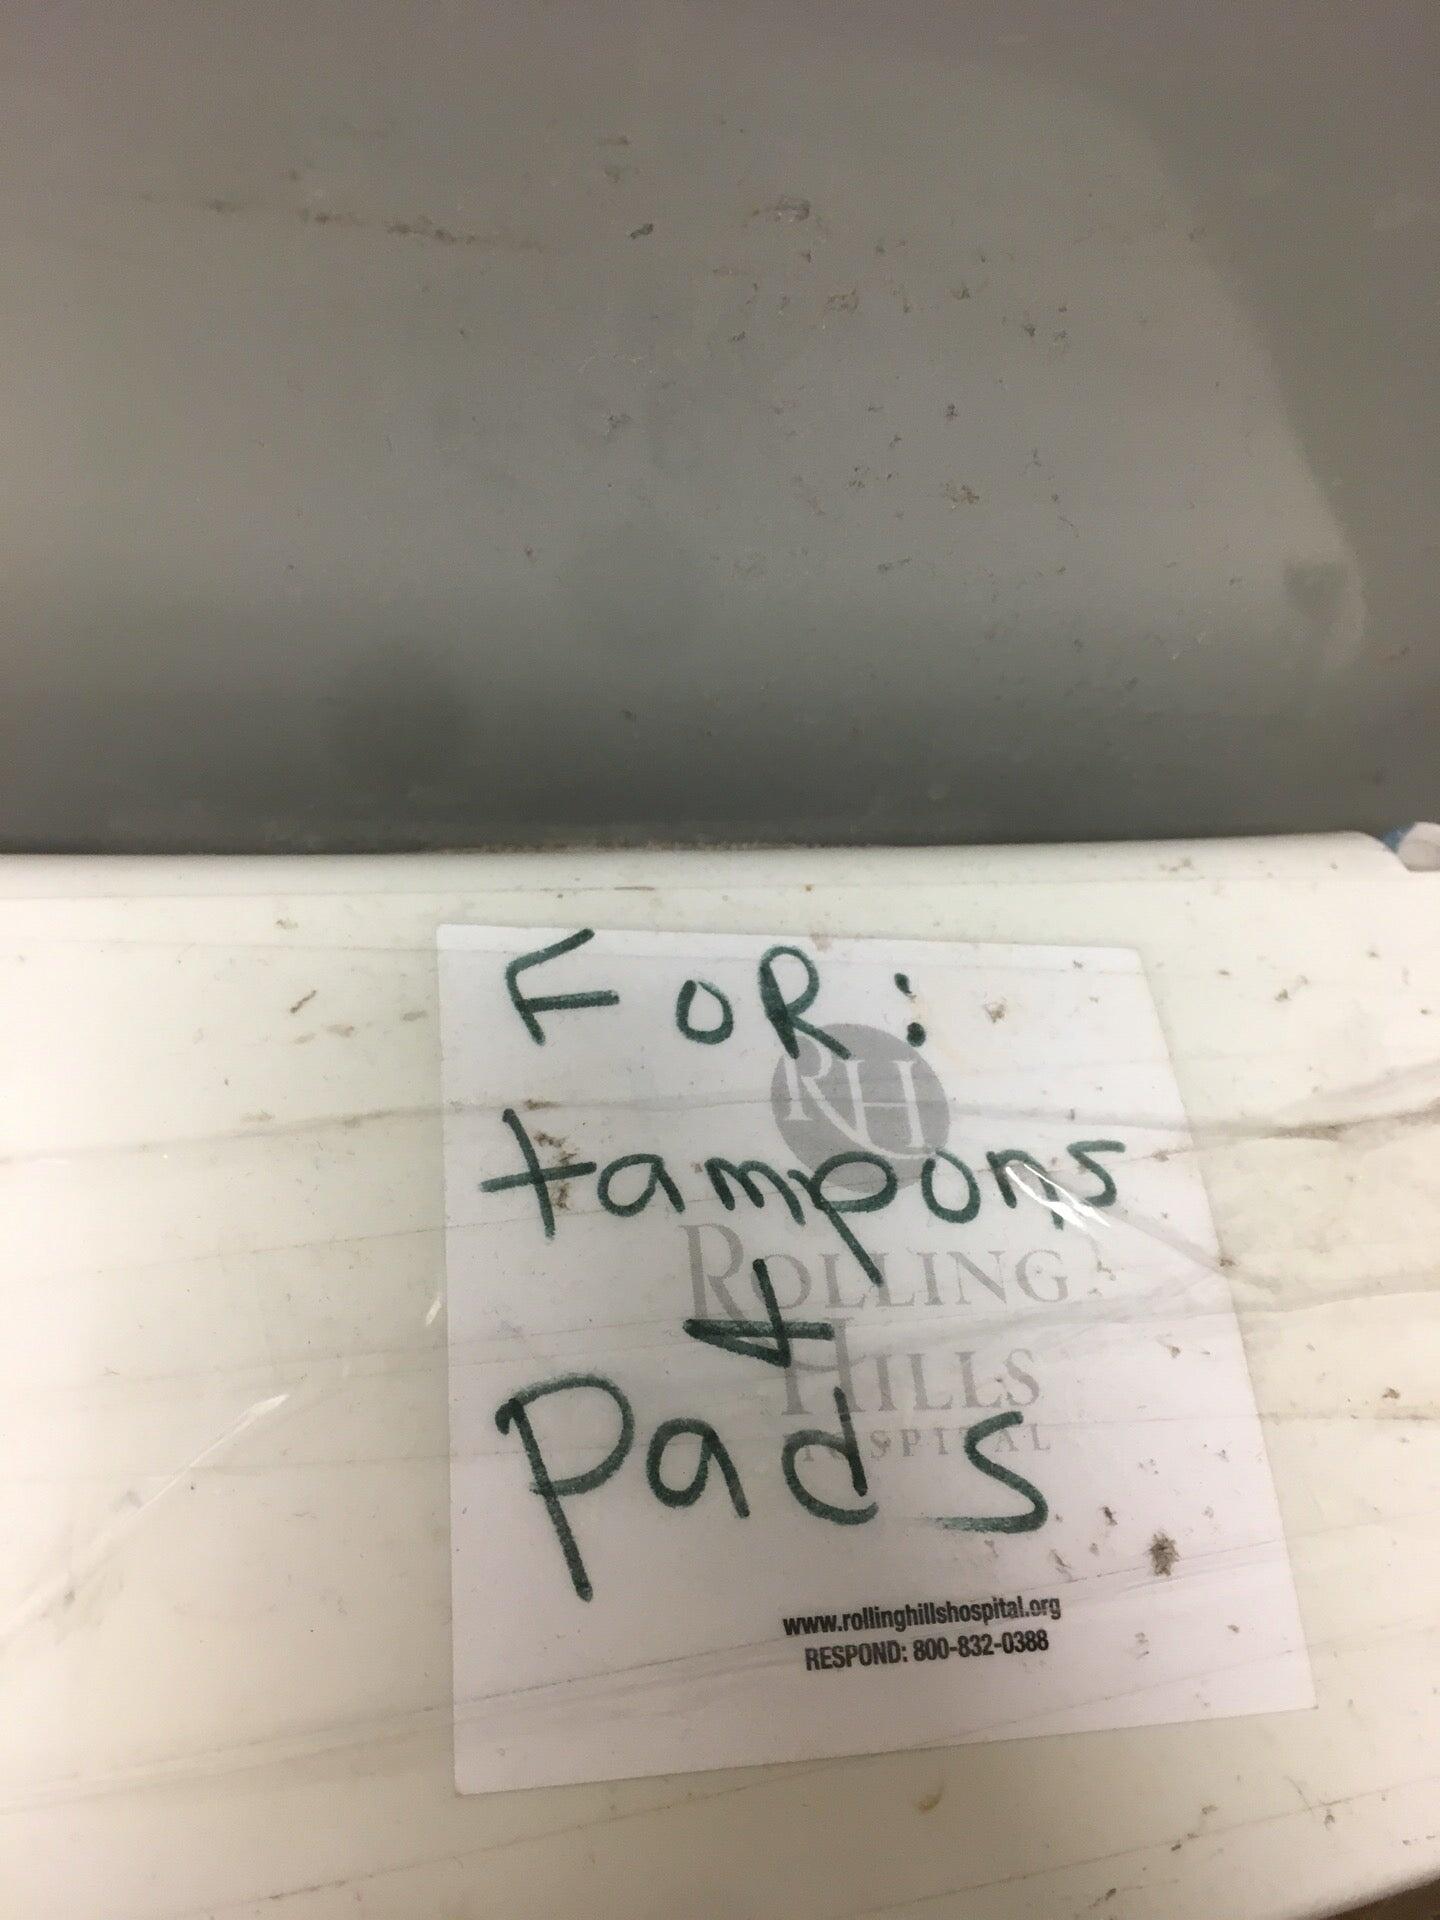 FOR:
tampons
+
Pads
RH
ROLLING
HILLS
HOSPITAL
www.rollinghillshospital.org
RESPOND: 800-832-0388